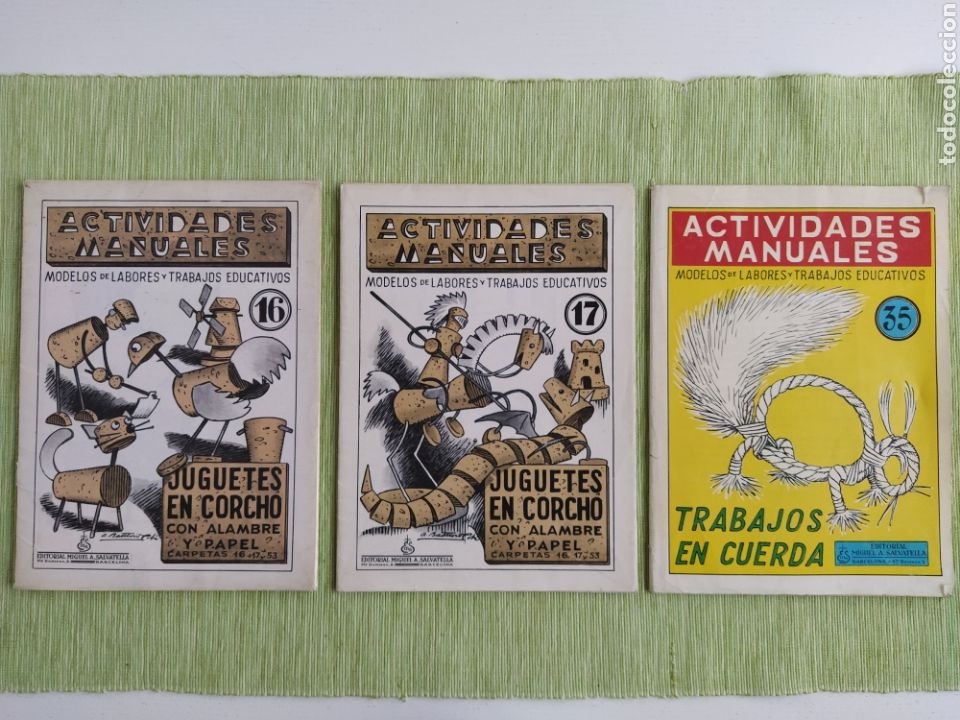 ACTIVIDADES
MANUALES
MODELOS DE LABORES Y TRABAJOS EDUCATIVOS
16
JUGUETES
EN CORCHO
CON ALAMBRE
Y PAPEL
CARPETAS 16. 17 Y 53
EDITORIAL MIGUEL A. SALVATELLA
BARCELONA
ACTIVIDADES
MANUALES
MODELOS DE LABORES Y TRABAJOS EDUCATIVOS
17
JUGUETES
EN CORCHO
CON ALAMBRE
Y PAPEL
CARPETAS 16. 17 Y 53
EDITORIAL MIGUEL A. SALVATELLA
BARCELONA
ACTIVIDADES
MANUALES
MODELOS DE LABORES Y TRABAJOS EDUCATIVOS
35
TRABAJOS
EN CUERDA
EDITORIAL
MIGUEL A. SALVATELLA
BARCELONA
todocoleccion